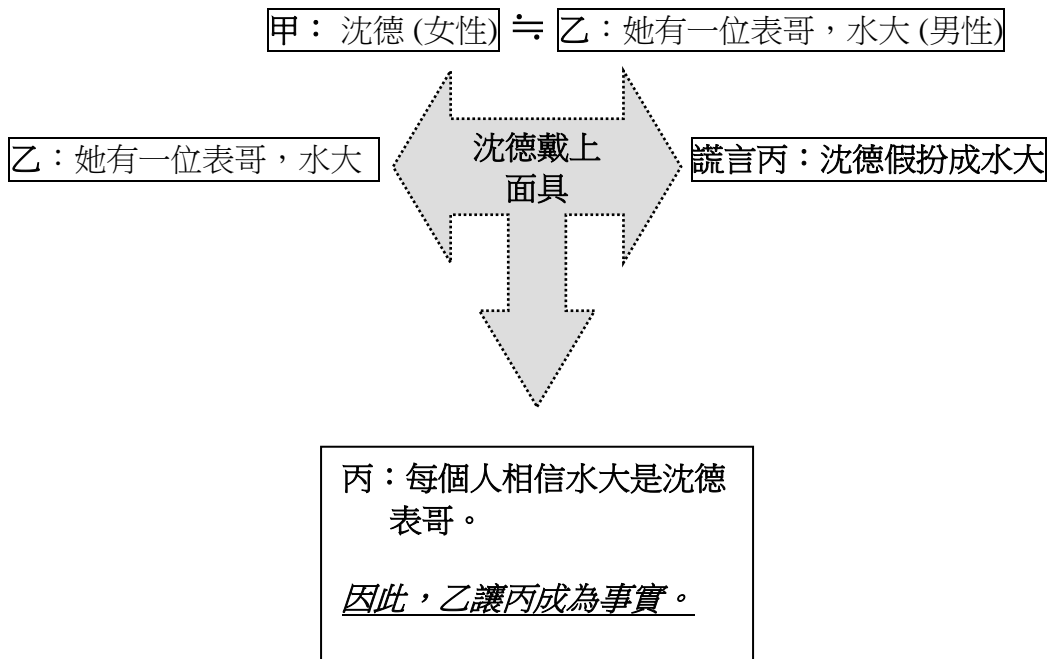 甲： 沈德 (女性) ≒ 乙：她有一位表哥，水大 (男性)
乙：她有一位表哥，水大
沈德戴上
面具
謊言丙：沈德假扮成水大
丙：每個人相信水大是沈德
表哥。
因此，乙讓丙成為事實。